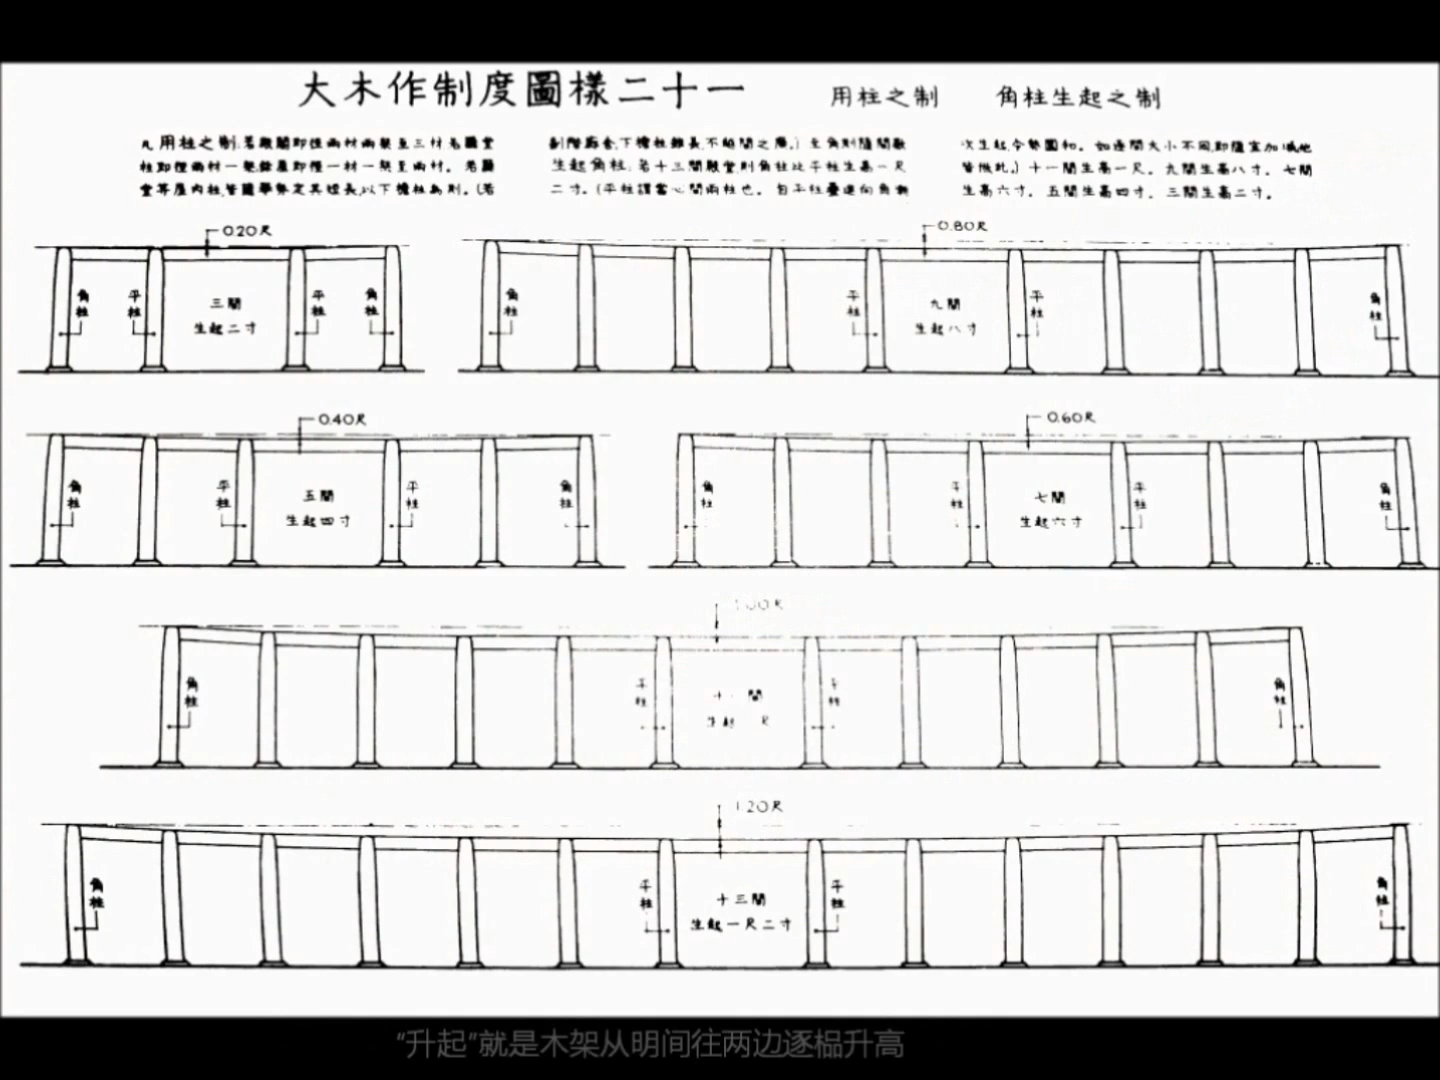 大木作制度圖樣二十一 用柱之制 角柱生起之制
凡用柱之制：若殿閣即徑兩材兩栔至三材若廳堂
柱即徑兩材一栔餘屋即徑一材一栔至兩材。若廳
堂等屋內柱，皆隨舉勢定其短長，以下檐柱為則。（若
副階廊舍，下檐柱雖長，不越間之廣。）至角則隨間數
生起角柱。若十三間殿堂，則角柱比平柱生高一尺
二寸。（平柱謂當心間兩柱也。自平柱疊進向角漸
次生起，令勢圜和。如逐間大小不同，即隨宜加減他
皆倣此。）十一間生高一尺。九間生高八寸。七間
生高六寸。五間生高四寸。三間生高二寸。
0.20尺
角柱 平柱 三間 平柱 角柱
生起二寸
0.80尺
角柱 平柱 九間 平柱 角柱
生起八寸
0.40尺
角柱 平柱 五間 平柱 角柱
生起四寸
0.60尺
角柱 平柱 七間 平柱 角柱
生起六寸
角柱 平柱 間 柱 角柱
生起 尺
1.20尺
角柱 平柱 十三間 平柱 角柱
生起一尺二寸
“升起”就是木架从明间往两边逐榀升高